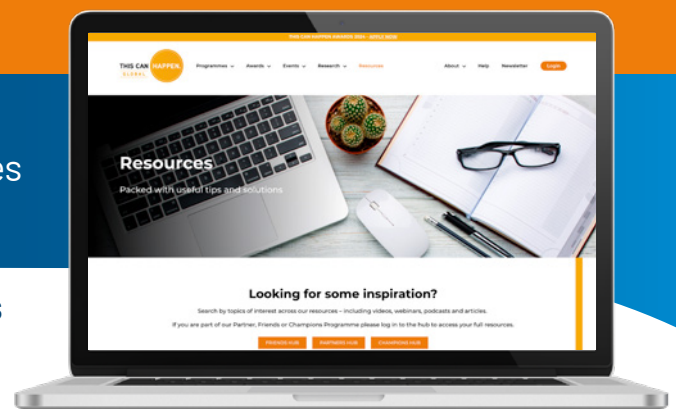 THIS CAN HAPPEN AWARDS 2024 - APPLY NOW
THIS CAN HAPPEN
GLOBAL
Programmes Awards Events Research Resources About Help Newsletter Login
es
Resources
Packed with useful tips and solutions
s
Looking for some inspiration?
Search by topics of interest across our resources – including videos, webinars, podcasts and articles.
If you are part of our Partner, Friends or Champions Programme please log in to the hub to access your full resources.
FRIENDS HUB PARTNERS HUB CHAMPIONS HUB